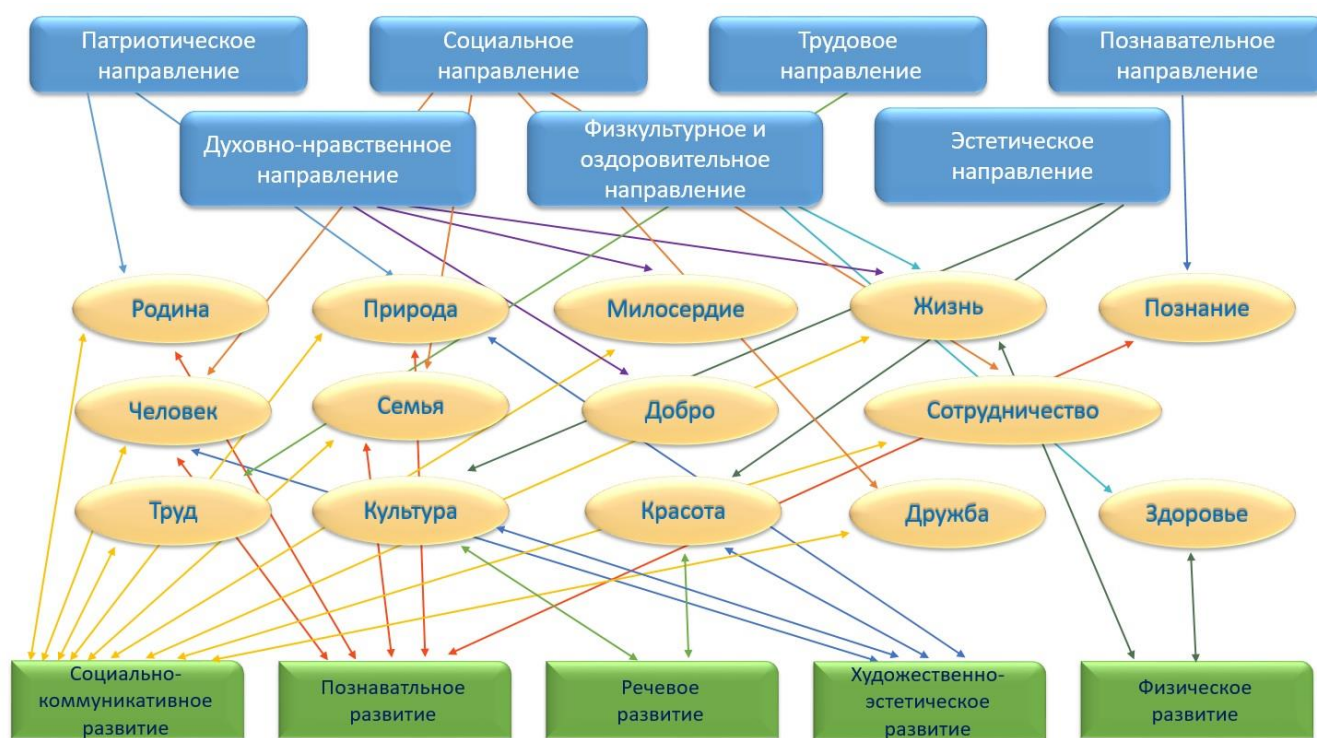 Патриотическое
направление
Социальное
направление
Трудовое
направление
Познавательное
направление
Духовно-нравственное
направление
Физкультурное и
оздоровительное
направление
Эстетическое
направление
Родина
Природа
Милосердие
Жизнь
Познание
Человек
Семья
Добро
Сотрудничество
Труд
Культура
Красота
Дружба
Здоровье
Социально-
коммуникативное
развитие
Познаватльное
развитие
Речевое
развитие
Художественно-
эстетическое
развитие
Физическое
развитие